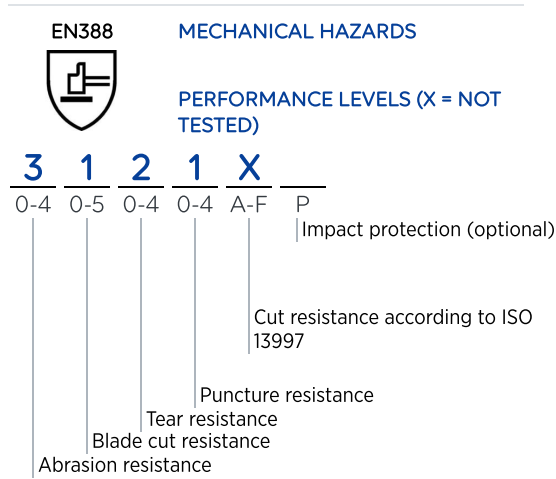 EN388
MECHANICAL HAZARDS
PERFORMANCE LEVELS (X = NOT
TESTED)
3 1 2 1 X
0-4 0-5 0-4 0-4 A-F P
Impact protection (optional)
Cut resistance according to ISO
13997
Puncture resistance
Tear resistance
Blade cut resistance
Abrasion resistance